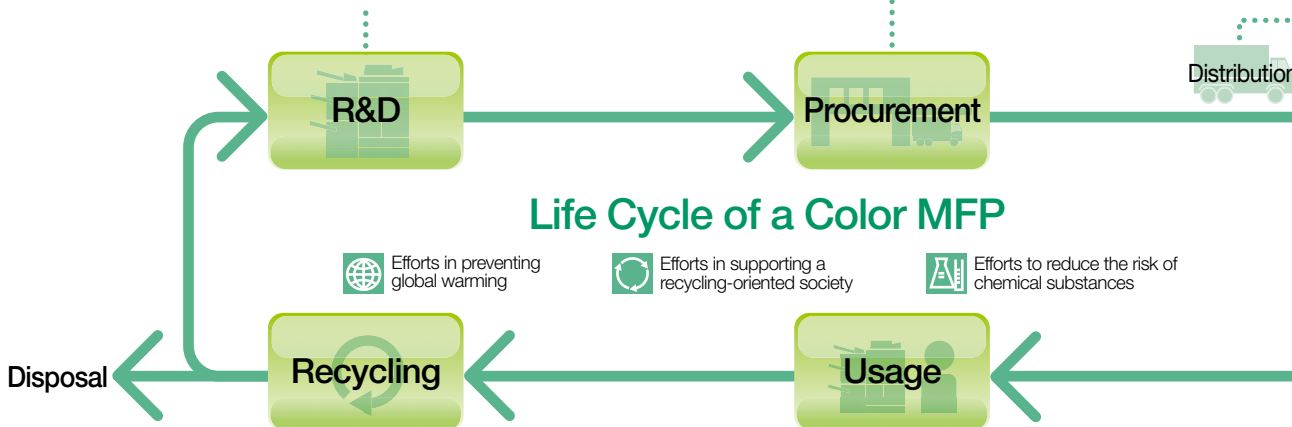 Distribution
R&D
Procurement
Life Cycle of a Color MFP
Efforts in preventing
global warming
Efforts in supporting a
recycling-oriented society
Efforts to reduce the risk of
chemical substances
Disposal
Recycling
Usage